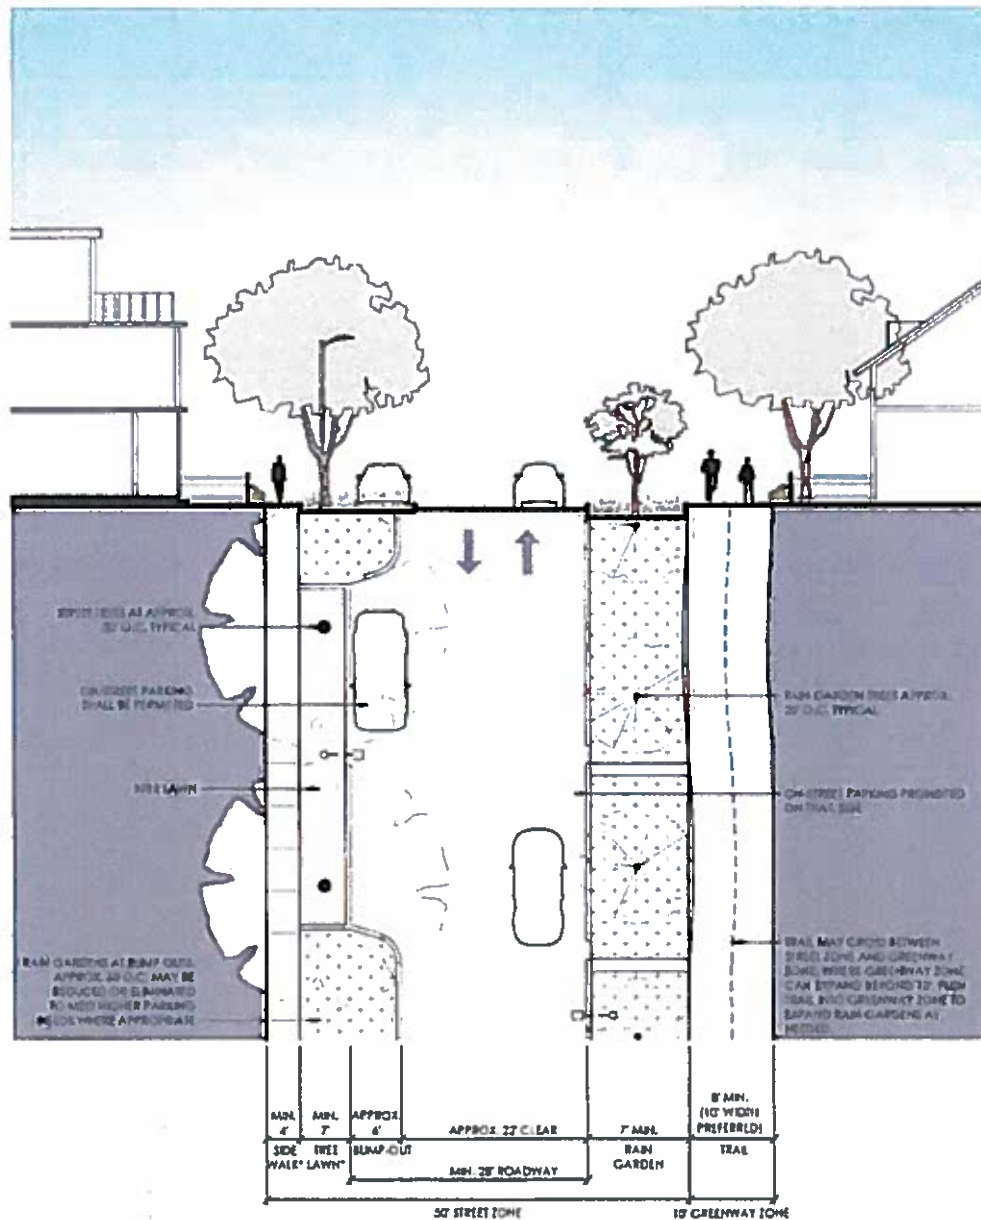 STREET TREES AT APPROX.
O.C. TYPICAL
ON-STREET PARKING
SHALL BE PERMITTED
TREE LAWN
RAIN GARDENS AT BUMP OUTS,
APPROX. O.C. MAY BE
REDUCED OR ELIMINATED
TO MEET HIGHER PARKING
WHERE APPROPRIATE
RAIN GARDEN TREES APPROX.
O.C. TYPICAL
ON-STREET PARKING PROHIBITED
ON TRAIL SIDE
TRAIL MAY CROSS BETWEEN
STREET ZONE AND GREENWAY
ZONE. WHERE GREENWAY ZONE
CAN EXPAND BEYOND PUSH
TRAIL INTO GREENWAY ZONE TO
EXPAND RAIN GARDENS AS
NEEDED.
MIN.
4'
SIDE
WALK*
MIN.
7'
TREE
LAWN*
APPROX.
6'
BUMP-OUT
APPROX. 22' CLEAR
MIN. 28' ROADWAY
7' MIN.
RAIN
GARDEN
8' MIN.
(10' WIDTH
PREFERRED)
TRAIL
50' STREET ZONE
10' GREENWAY ZONE